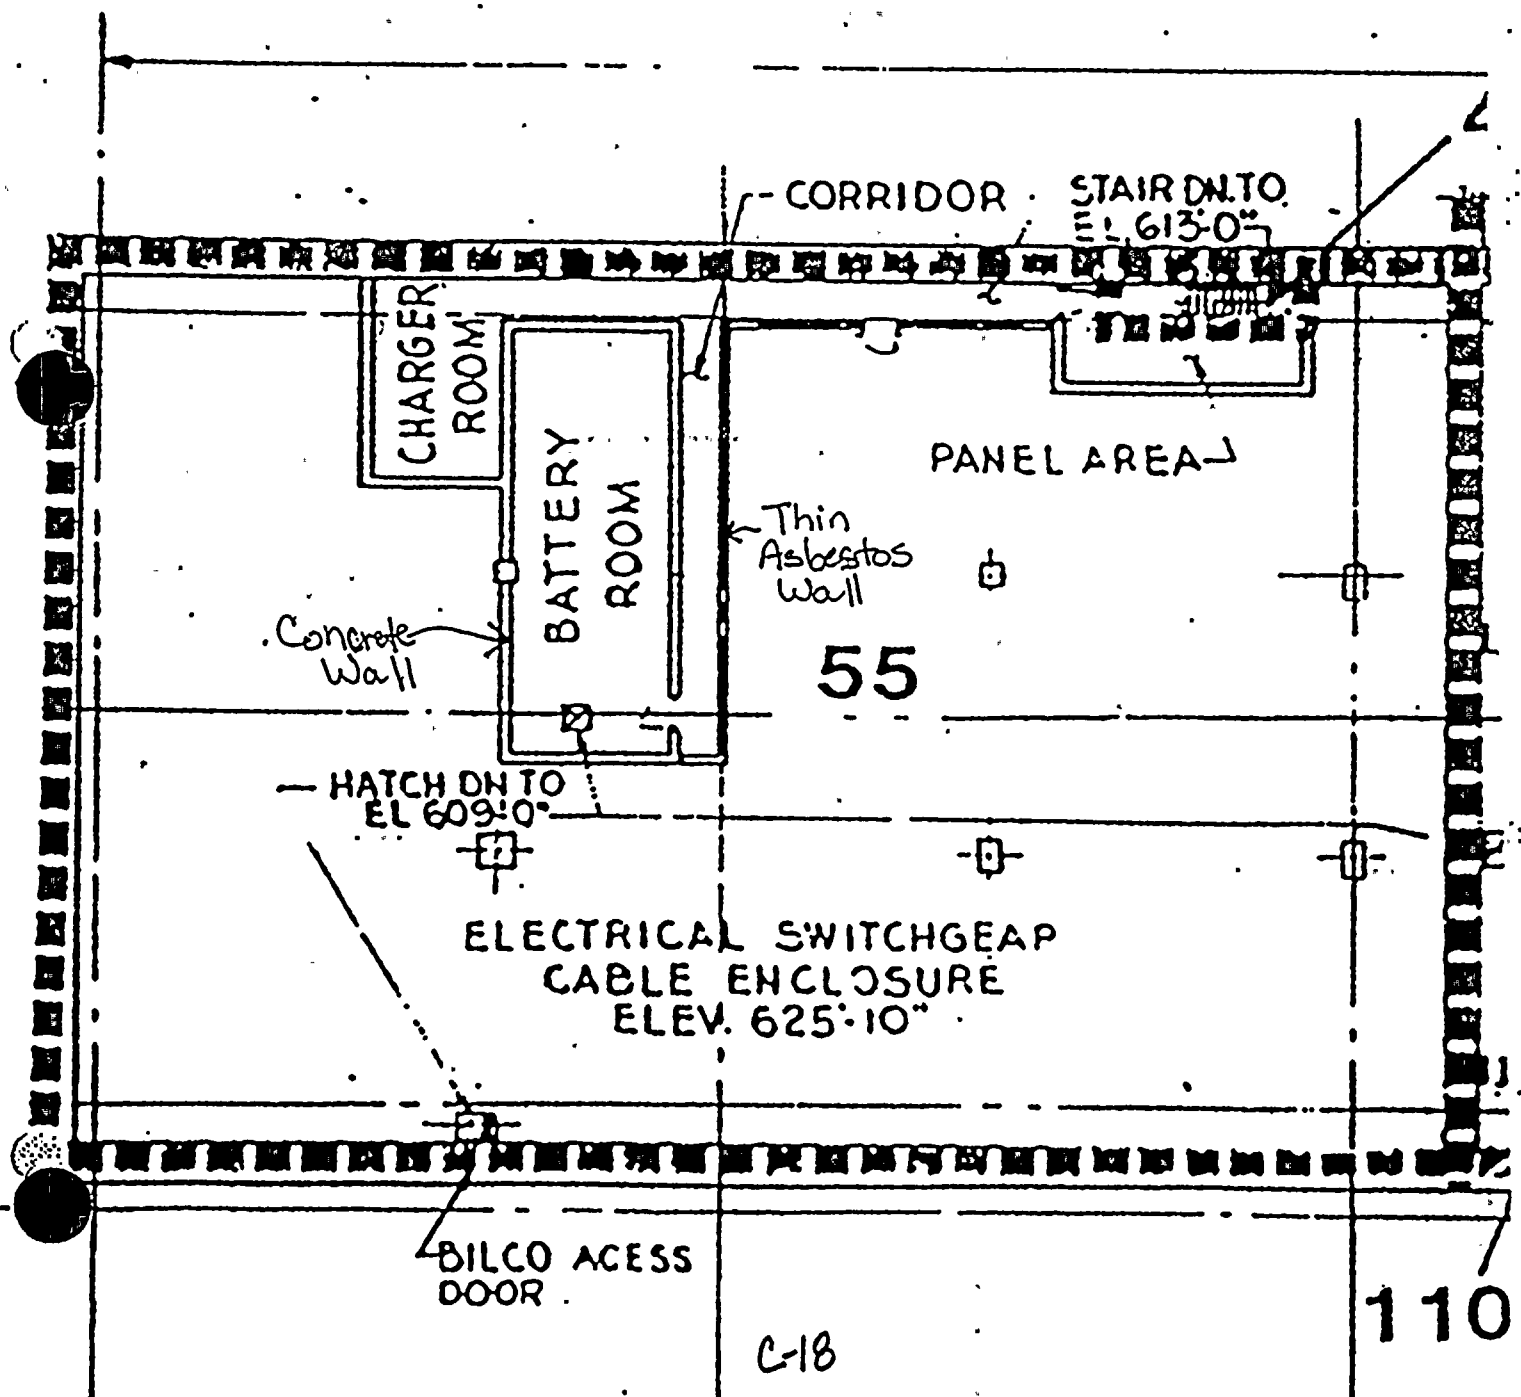 CORRIDOR
STAIR DN. TO
EL 613'-0"
CHARGER
ROOM
BATTERY
ROOM
PANEL AREA
Thin
Asbestos
Wall
Concrete
Wall
55
HATCH DN TO
EL 609'-0"
ELECTRICAL SWITCHGEAP
CABLE ENCLOSURE
ELEV. 625'-10"
BILCO ACESS
DOOR
110
C-18